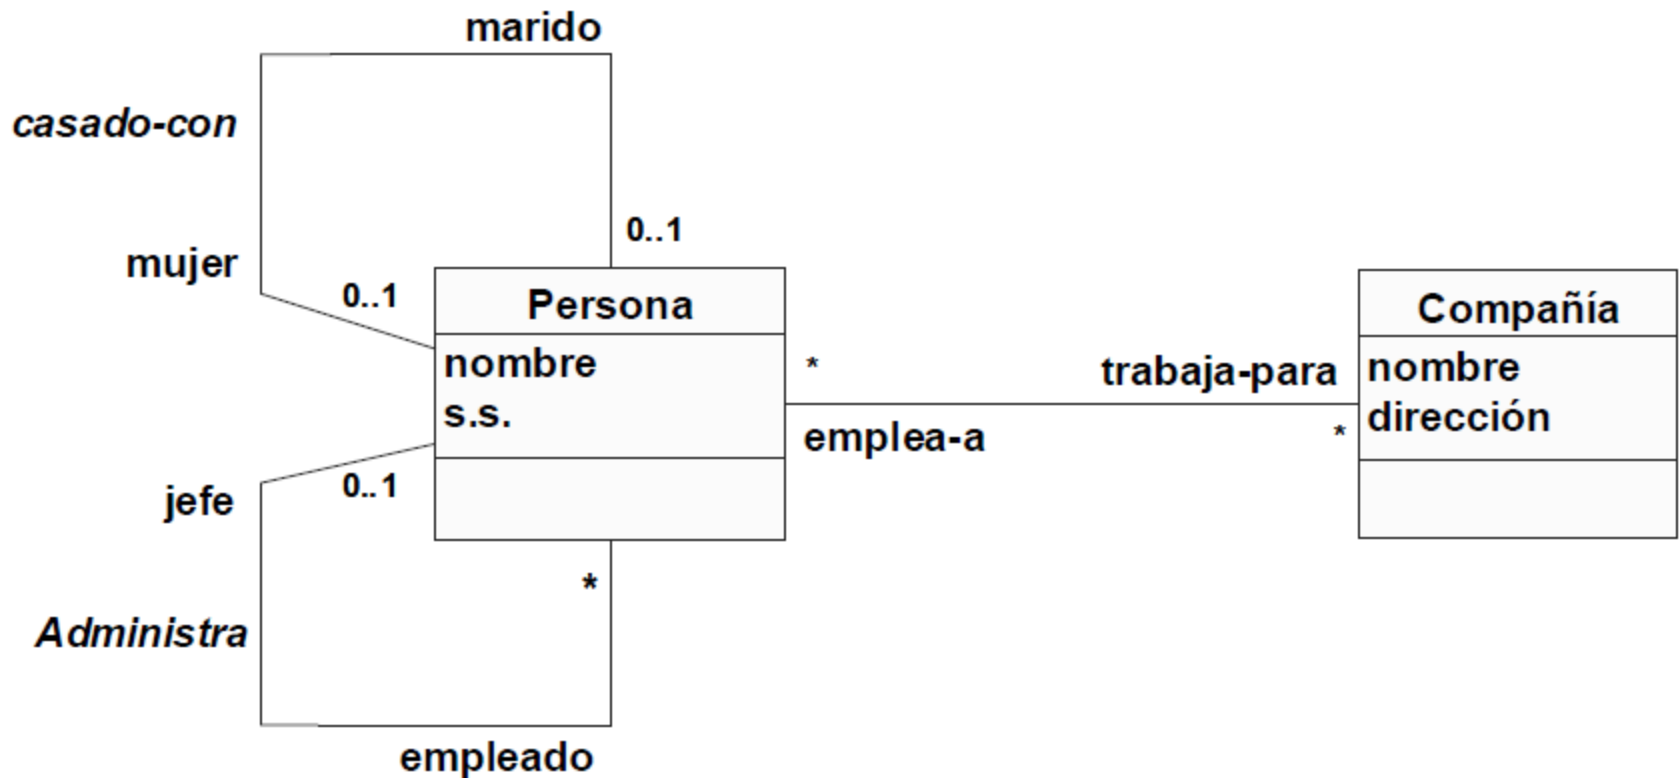 marido
casado-con
0..1
mujer
0..1
Persona
Compañía
nombre
s.s.
*
trabaja-para
nombre
dirección
emplea-a
*
jefe
0..1
*
Administra
empleado